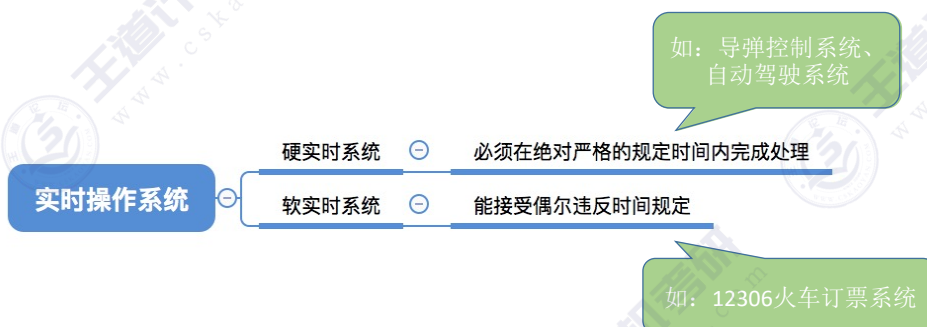 如：导弹控制系统、
自动驾驶系统
硬实时系统
必须在绝对严格的规定时间内完成处理
实时操作系统
软实时系统
能接受偶尔违反时间规定
如：12306火车订票系统